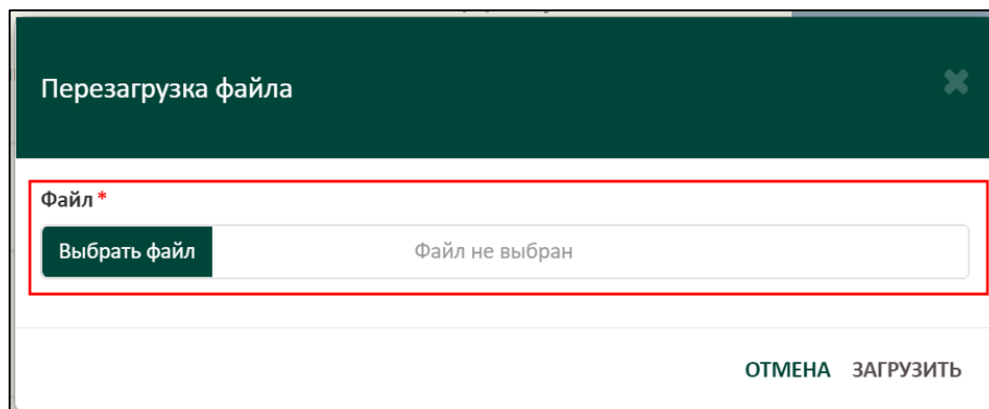 Перезагрузка файла
Файл *
Выбрать файл Файл не выбран
ОТМЕНА ЗАГРУЗИТЬ